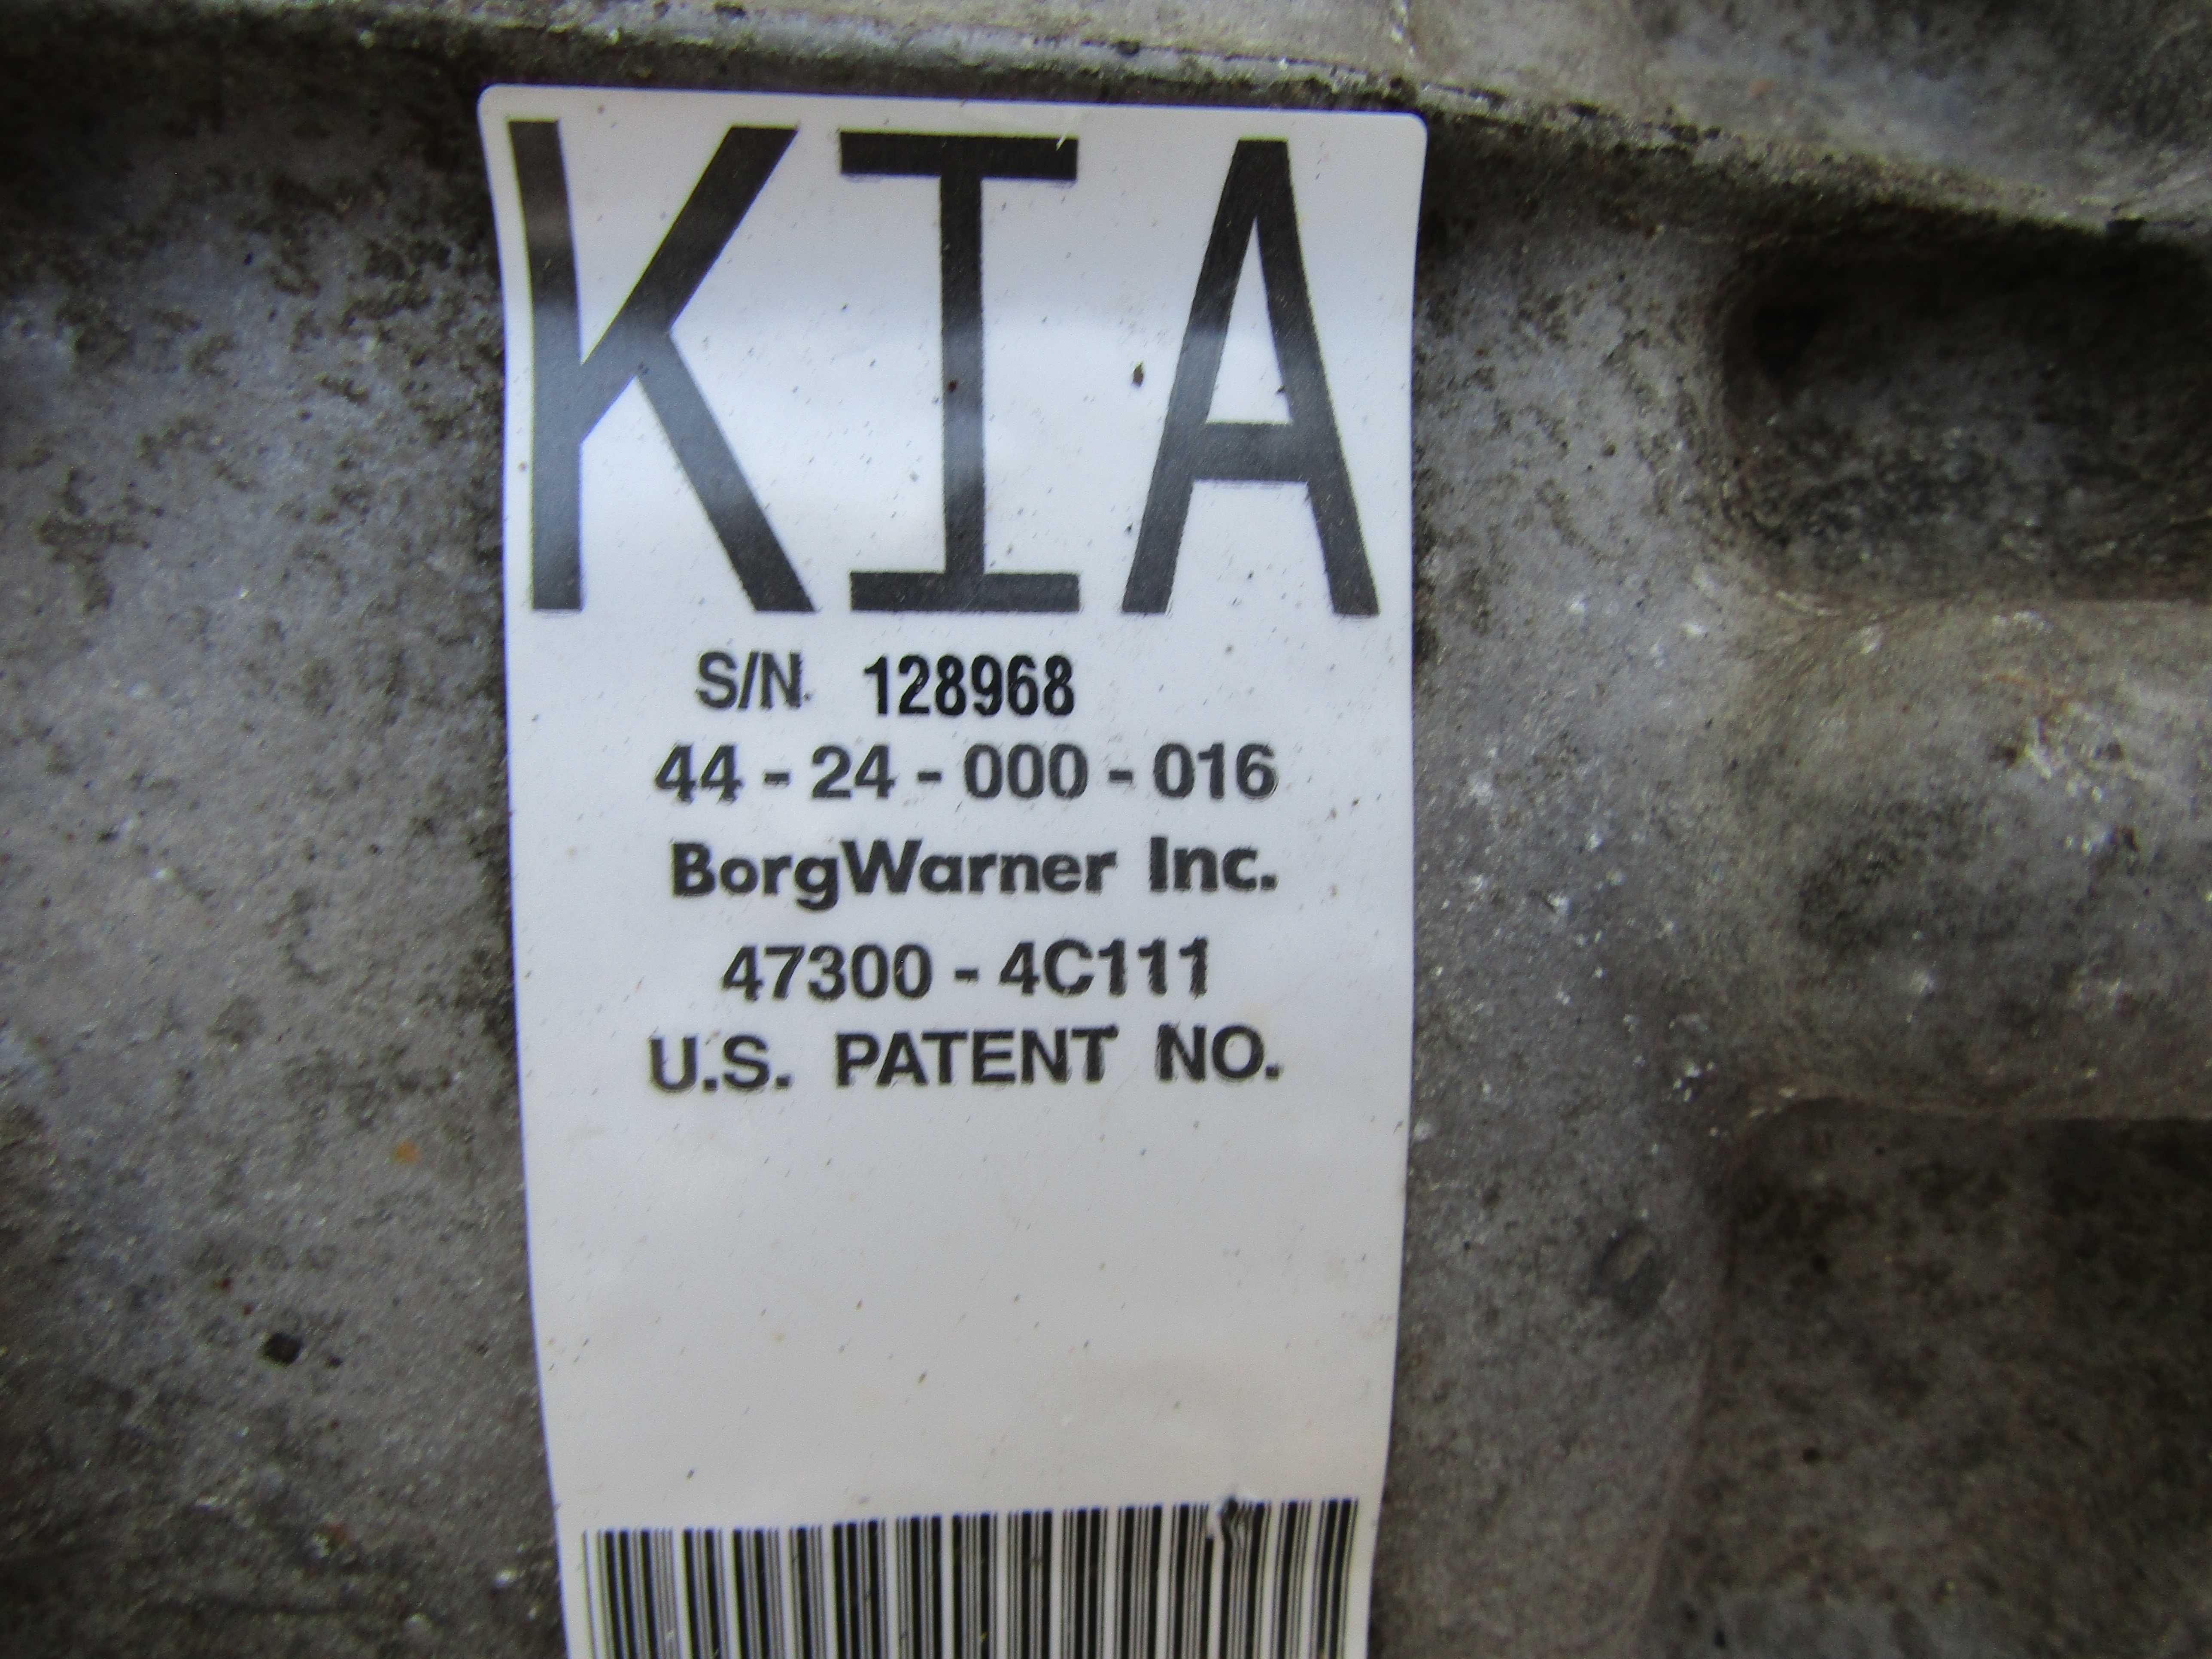 KIA
S/N 128968
44 - 24 - 000 - 016
BorgWarner Inc.
47300 - 4C111
U.S. PATENT NO.